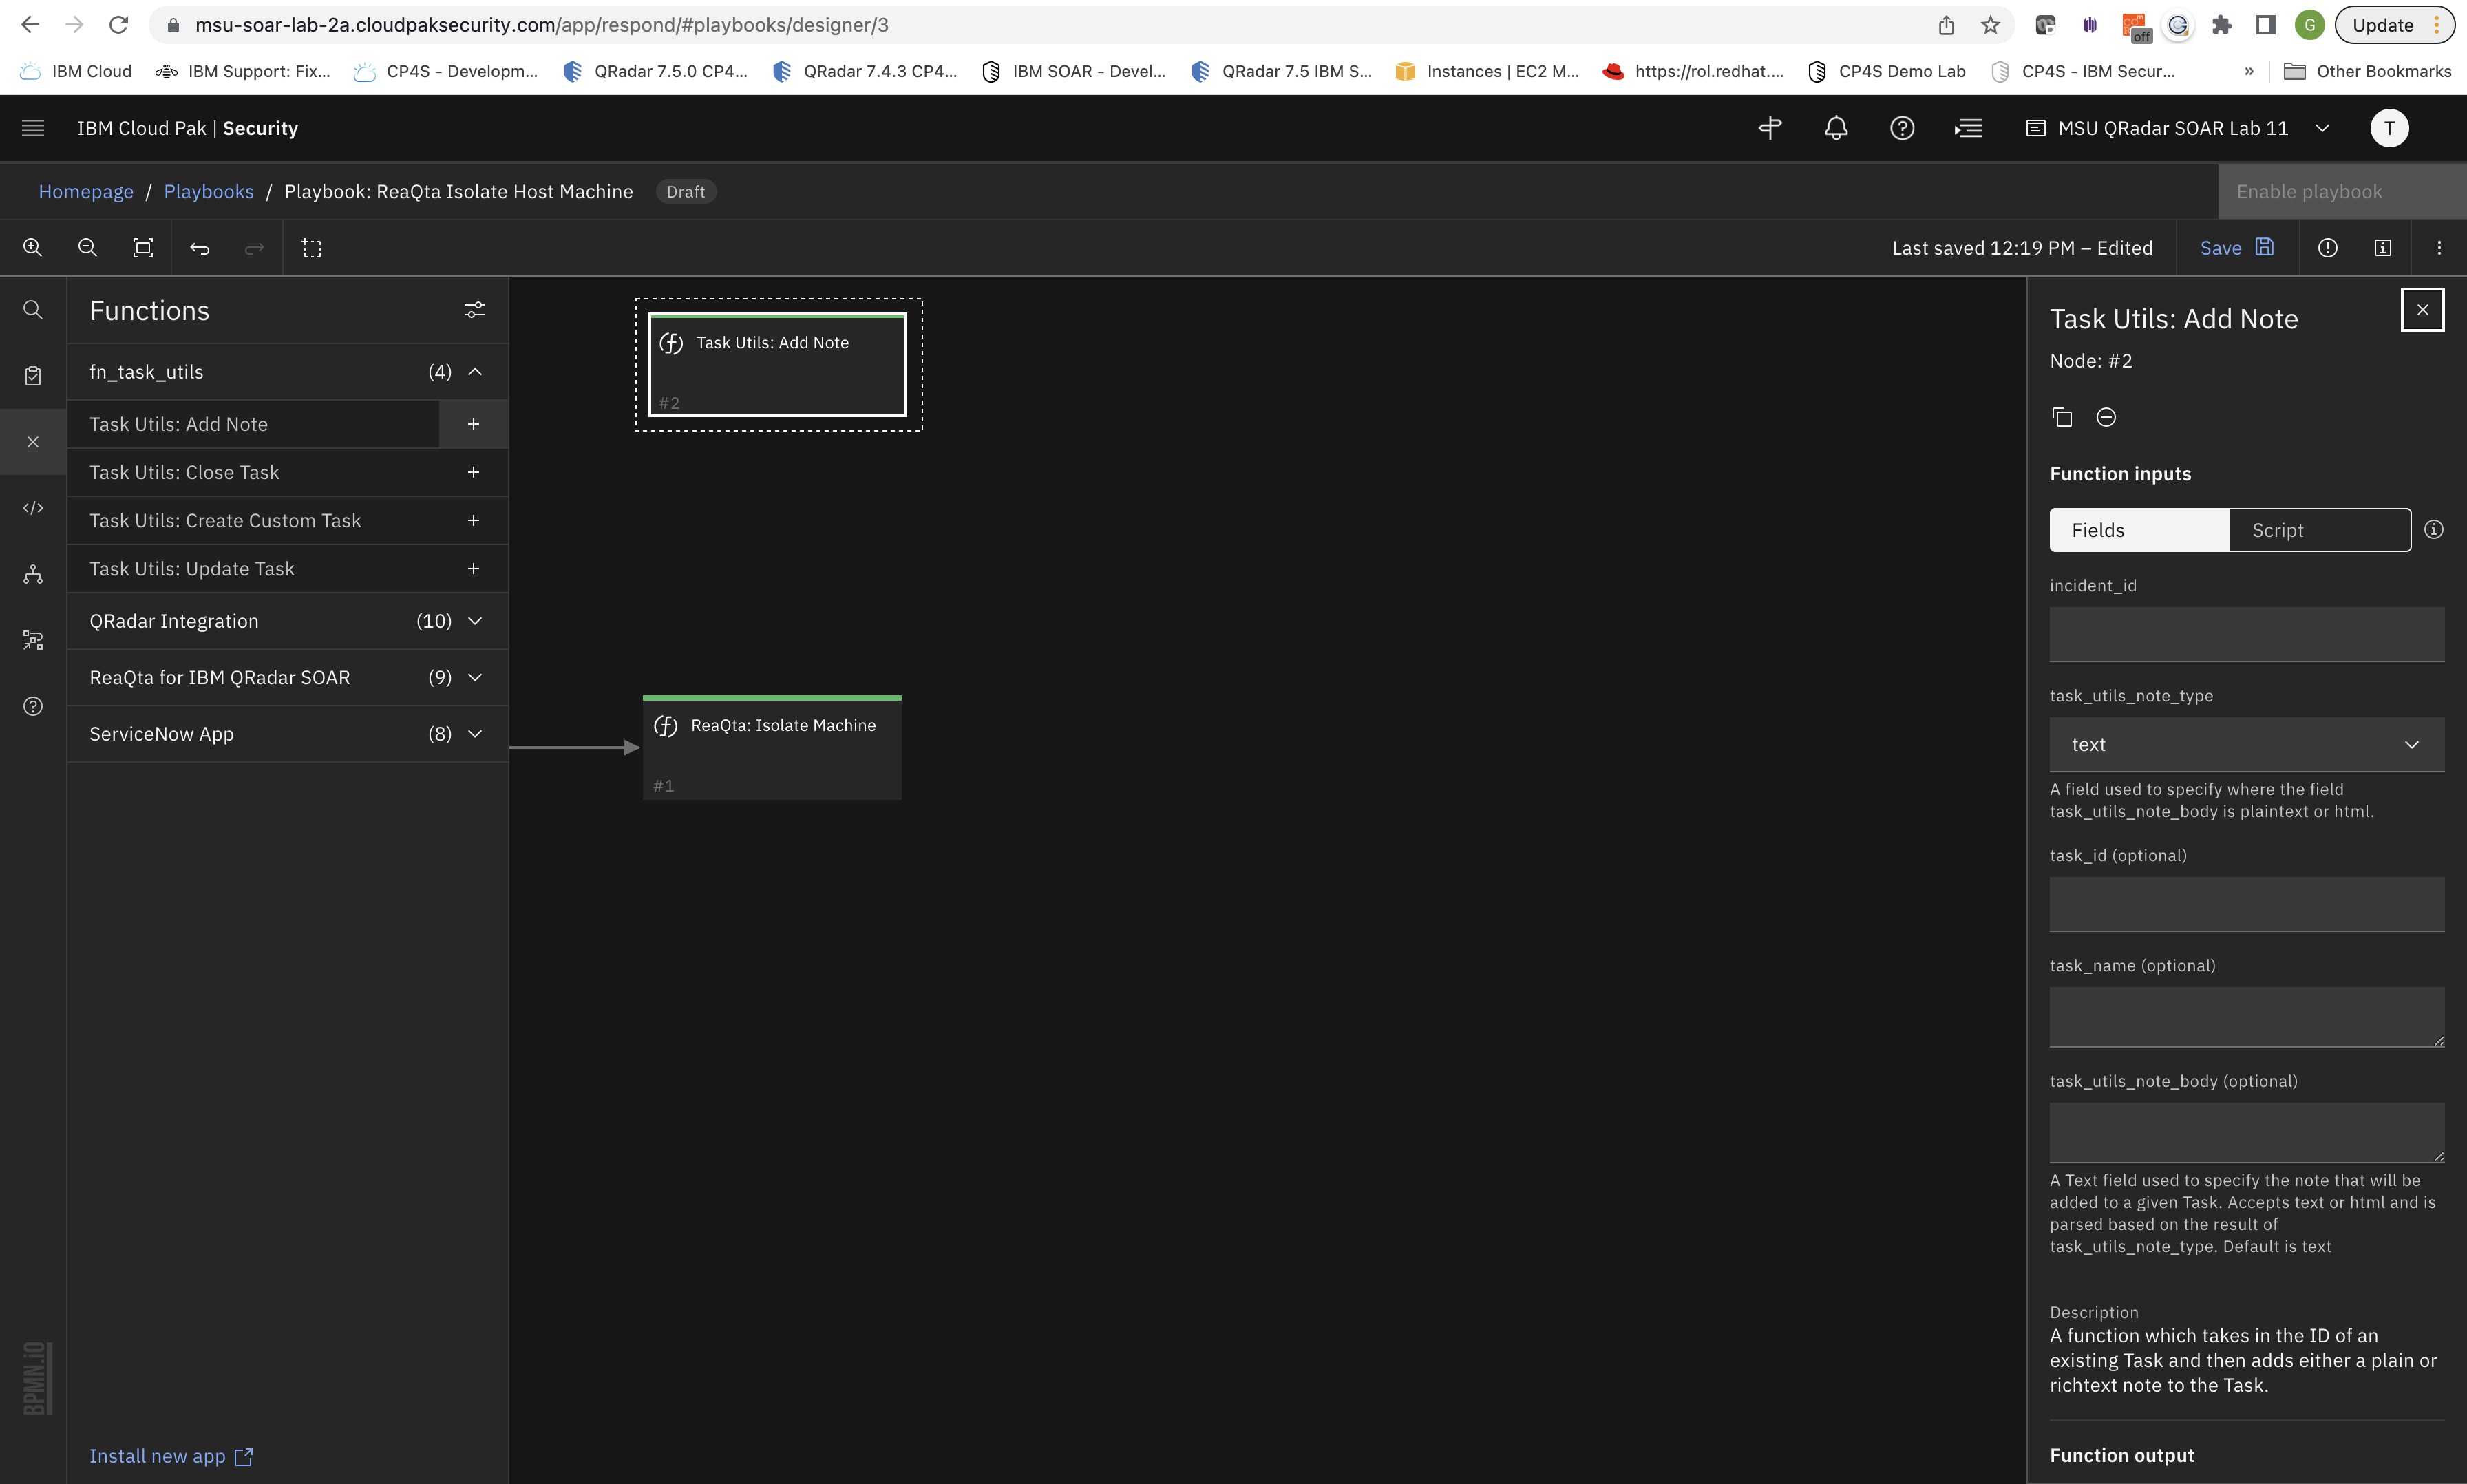 msu-soar-lab-2a.cloudpaksecurity.com/app/respond/#playbooks/designer/3
off
G
Update
IBM Cloud
IBM Support: Fix...
CP4S - Developm...
QRadar 7.5.0 CP4...
QRadar 7.4.3 CP4...
IBM SOAR - Devel...
QRadar 7.5 IBM S...
Instances | EC2 M...
https://rol.redhat....
CP4S Demo Lab
CP4S - IBM Secur...
»
Other Bookmarks
IBM Cloud Pak | Security
MSU QRadar SOAR Lab 11
T
Homepage / Playbooks / Playbook: ReaQta Isolate Host Machine
Draft
Enable playbook
Last saved 12:19 PM – Edited
Save
Functions
fn_task_utils (4)
Task Utils: Add Note
Task Utils: Close Task
Task Utils: Create Custom Task
Task Utils: Update Task
QRadar Integration (10)
ReaQta for IBM QRadar SOAR (9)
ServiceNow App (8)
BPMN.iO
Install new app
Task Utils: Add Note
#2
ReaQta: Isolate Machine
#1
Task Utils: Add Note
Node: #2
Function inputs
Fields
Script
incident_id
task_utils_note_type
text
A field used to specify where the field
task_utils_note_body is plaintext or html.
task_id (optional)
task_name (optional)
task_utils_note_body (optional)
A Text field used to specify the note that will be
added to a given Task. Accepts text or html and is
parsed based on the result of
task_utils_note_type. Default is text
Description
A function which takes in the ID of an
existing Task and then adds either a plain or
richtext note to the Task.
Function output